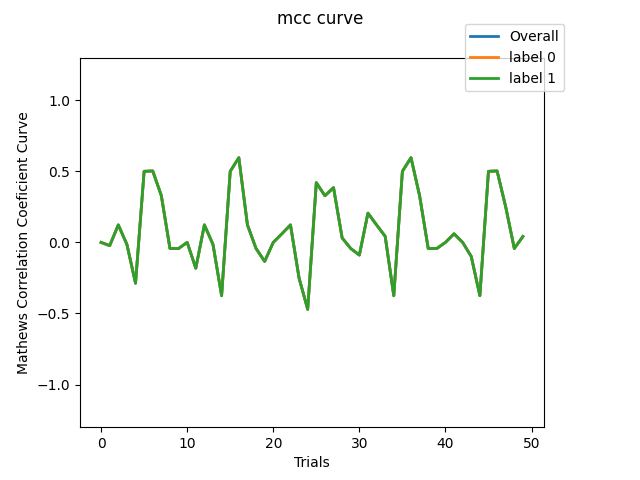 mcc curve
Overall
label 0
label 1
1.0
0.5
0.0
−0.5
−1.0
Mathews Correlation Coeficient Curve
0 10 20 30 40 50
Trials